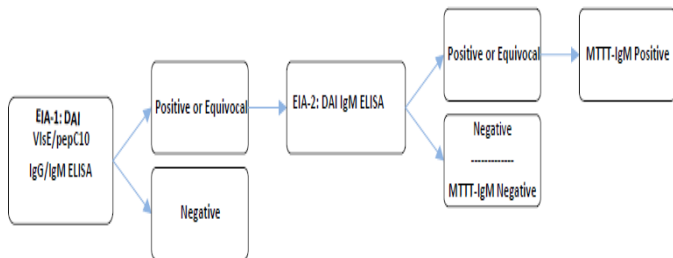 EIA-1: DAI
VlsE/pepC10
IgG/IgM ELISA
Positive or Equivocal
Negative
EIA-2: DAI IgM ELISA
Positive or Equivocal
Negative
-------------
MTTT-IgM Negative
MTTT-IgM Positive